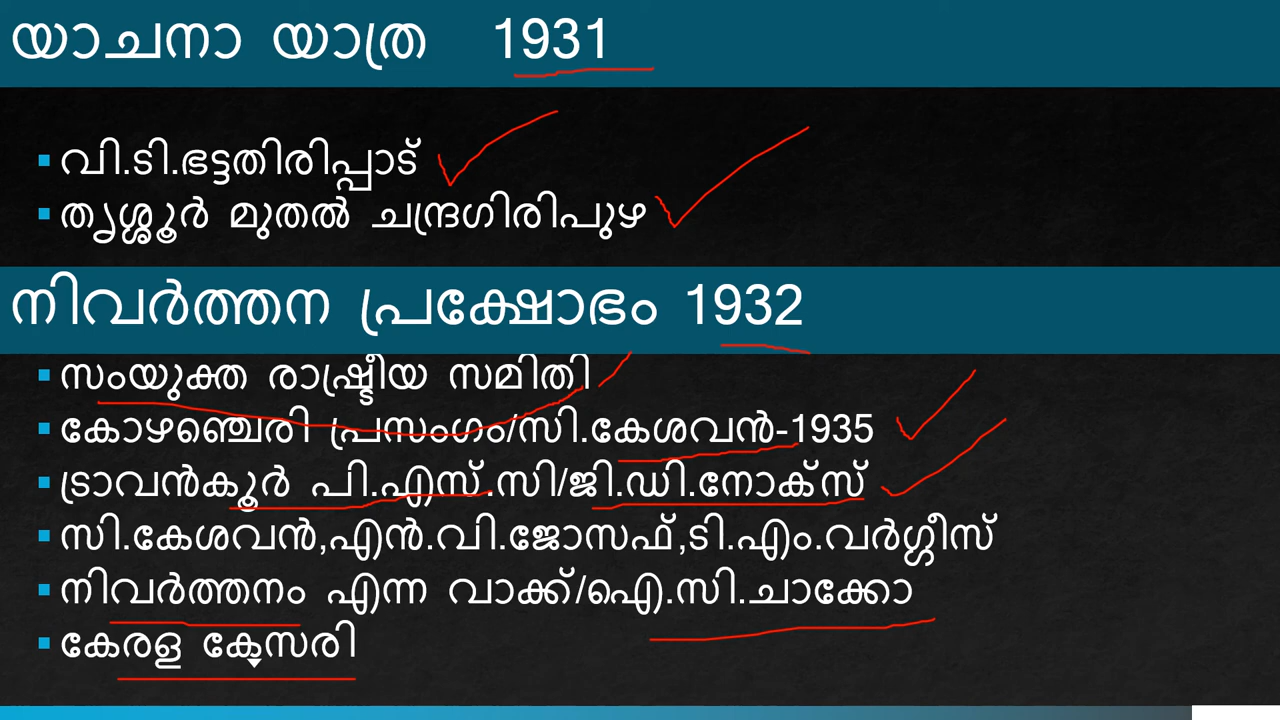 യാചനാ യാത്ര 1931
വി.ടി.ഭട്ടതിരിപ്പാട്
തൃശ്ശൂർ മുതൽ ചന്ദ്രഗിരിപുഴ
നിവർത്തന പ്രക്ഷോഭം 1932
സംയുക്ത രാഷ്ട്രീയ സമിതി
കോഴഞ്ചെരി പ്രസംഗം/സി.കേശവൻ-1935
ട്രാവൻകൂർ പി.എസ്.സി/ജി.ഡി.നോക്സ്
സി.കേശവൻ,എൻ.വി.ജോസഫ്,ടി.എം.വർഗ്ഗീസ്
നിവർത്തനം എന്ന വാക്ക്/ഐ.സി.ചാക്കോ
കേരള കേസരി